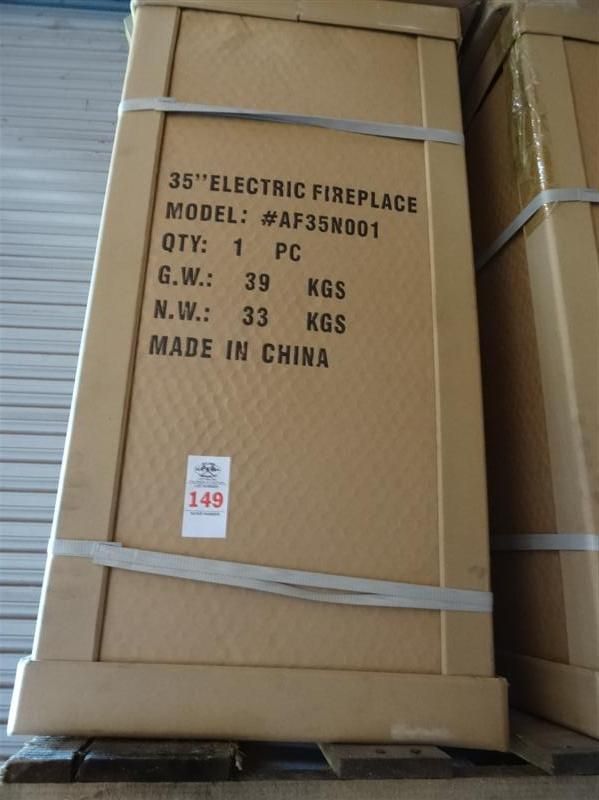 35''ELECTRIC FIREPLACE
MODEL: #AF35N001
QTY: 1 PC
G.W.: 39 KGS
N.W.: 33 KGS
MADE IN CHINA
149